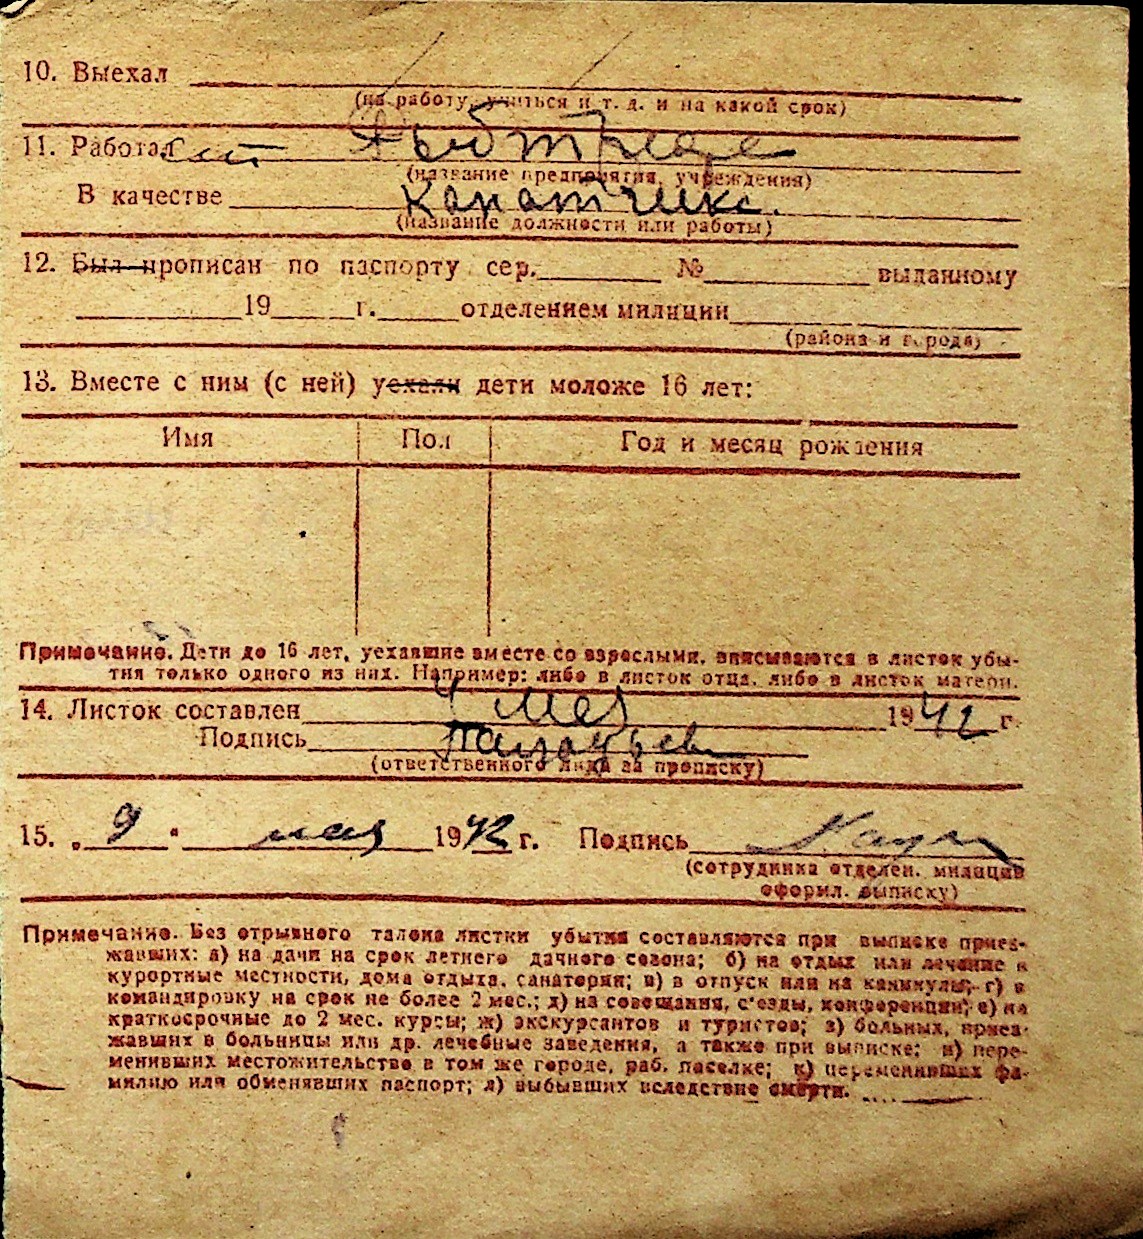 10. Выехал
(на работу, учиться и т. д. и на какой срок)
11. Работал Рыбтресте
(название предприятия, учреждения)
В качестве канатчика.
(название должности или работы)
12. Был прописан по паспорту сер. № выданному
19 г. отделением милиции
(района и города)
13. Вместе с ним (с ней) уехали дети моложе 16 лет:
Имя Пол Год и месяц рождения
Примечание. Дети до 16 лет, уехавшие вместе со взрослыми, вписываются в листок убы-
тия только одного из них. Например: либо в листок отца, либо в листок матери.
14. Листок составлен 4 мая 1942 г.
Подпись
(ответственного лица за прописку)
15. „ 9 " мая 1942 г. Подпись
(сотрудника отделен. милиции
оформл. выписку)
Примечание. Без отрывного талона листки убытия составляются при выписке приез-
жавших: а) на дачи на срок летнего дачного сезона; б) на отдых или лечение в
курортные местности, дома отдыха, санатории; в) в отпуск или на каникулы; г) в
командировку на срок не более 2 мес.; д) на совещания, с'езды, конференции; е) на
краткосрочные до 2 мес. курсы; ж) экскурсантов и туристов; з) больных, приез-
жавших в больницы или др. лечебные заведения, а также при выписке; и) пере-
менивших местожительство в том же городе, раб. поселке; к) переменивших фа-
милию или обменявших паспорт; л) выбывших вследствие смерти.